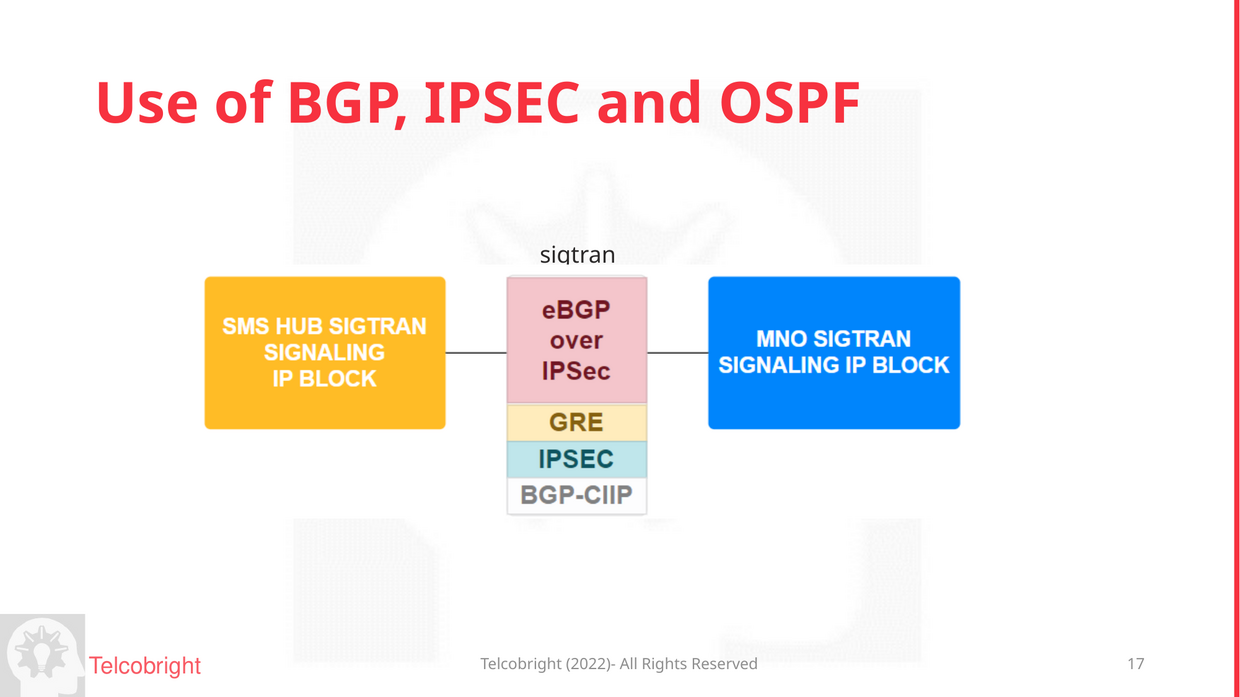 Use of BGP, IPSEC and OSPF
sigtran
SMS HUB SIGTRAN
SIGNALING
IP BLOCK
eBGP
over
IPSec
GRE
IPSEC
BGP-CIIP
MNO SIGTRAN
SIGNALING IP BLOCK
Telcobright
Telcobright (2022)- All Rights Reserved
17